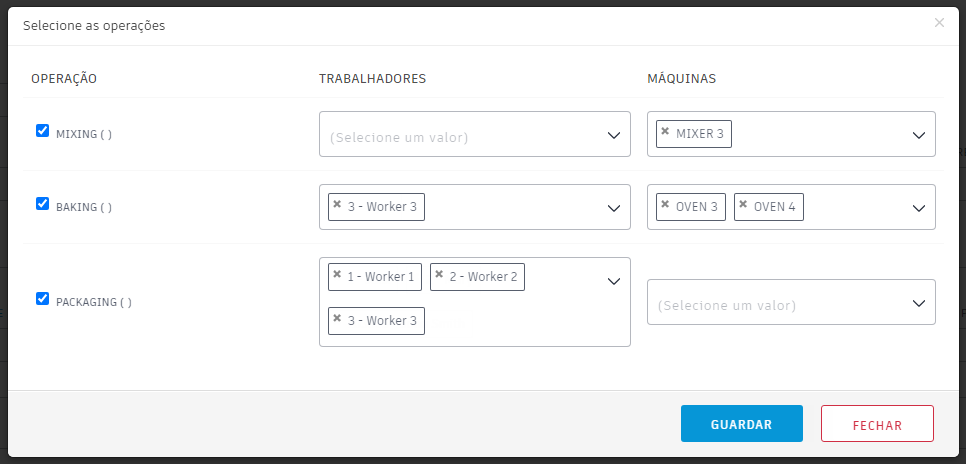 Selecione as operações ×
OPERAÇÃO TRABALHADORES MÁQUINAS
MIXING ( ) (Selecione um valor) × MIXER 3
BAKING ( ) × 3 - Worker 3 × OVEN 3 × OVEN 4
× 1 - Worker 1 × 2 - Worker 2
PACKAGING ( ) (Selecione um valor)
× 3 - Worker 3
GUARDAR FECHAR